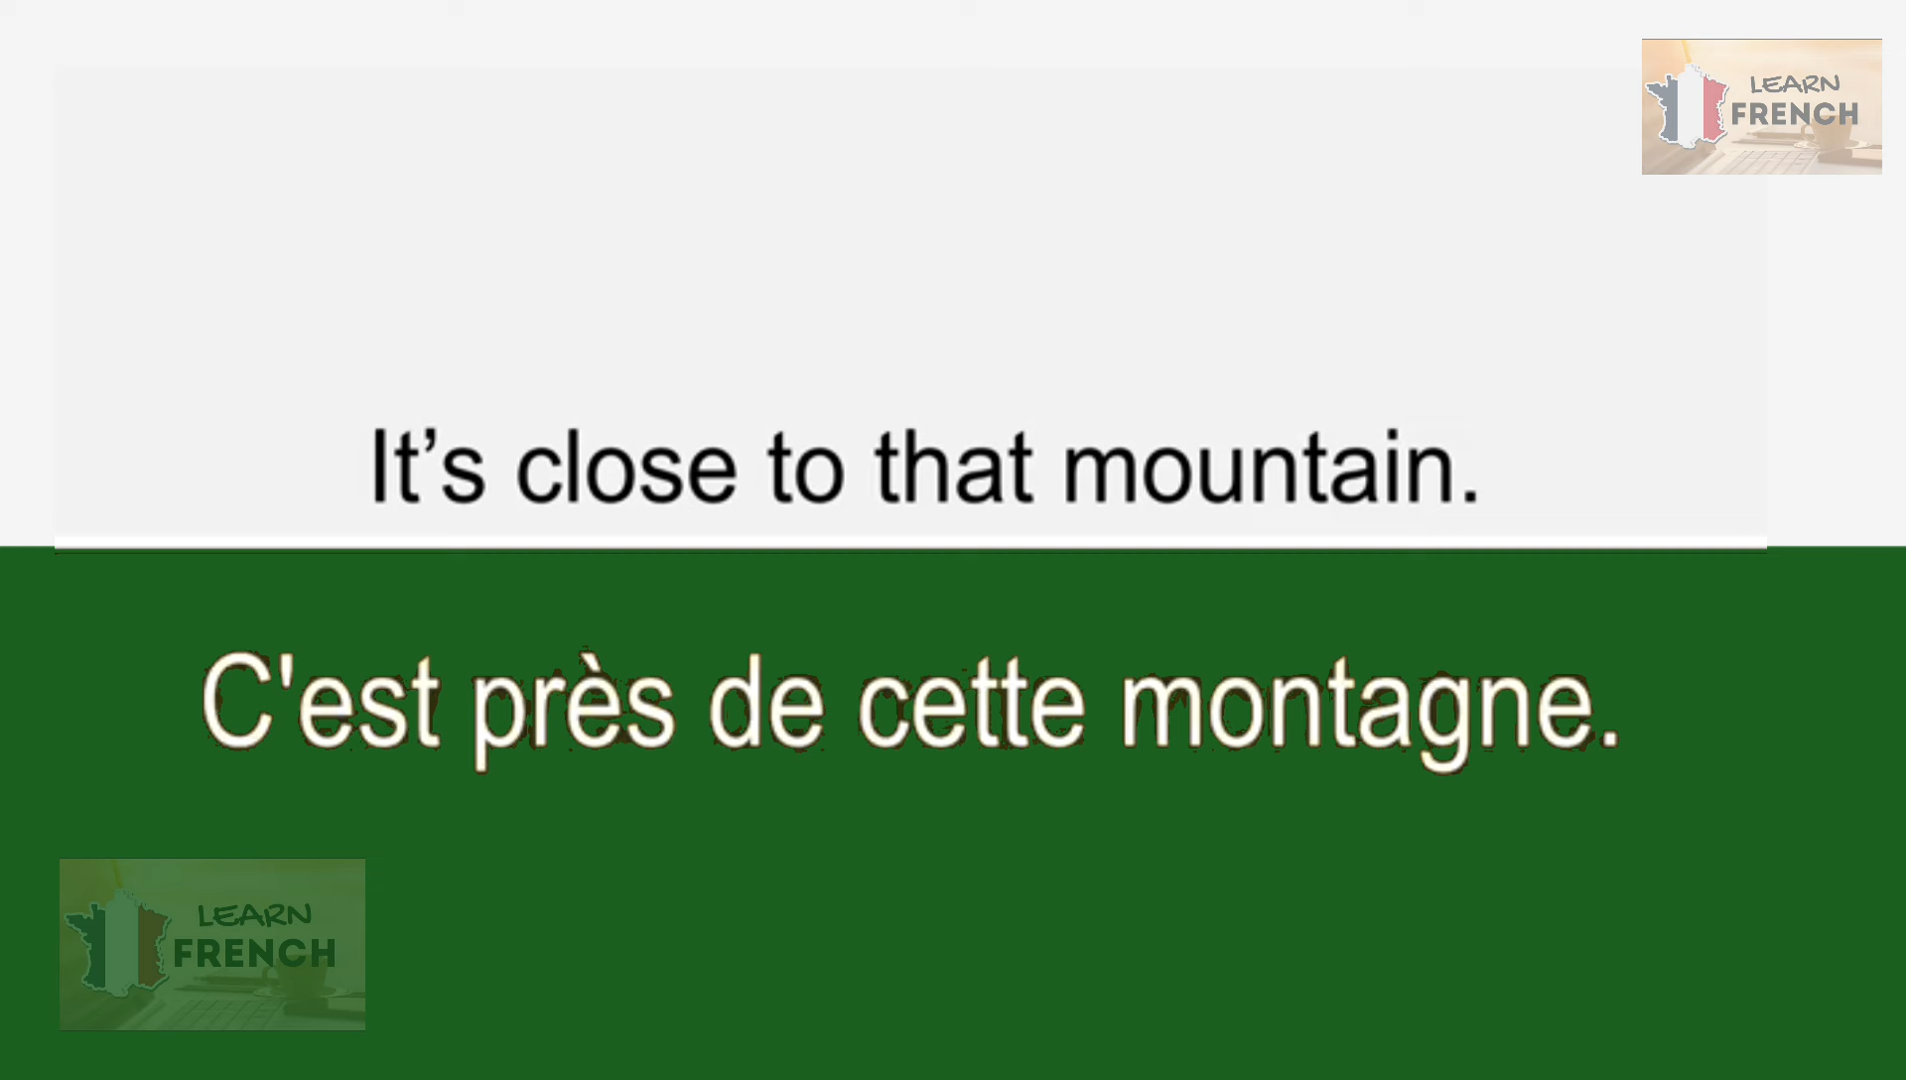 LEARN
FRENCH
It’s close to that mountain.
C'est près de cette montagne.
LEARN
FRENCH